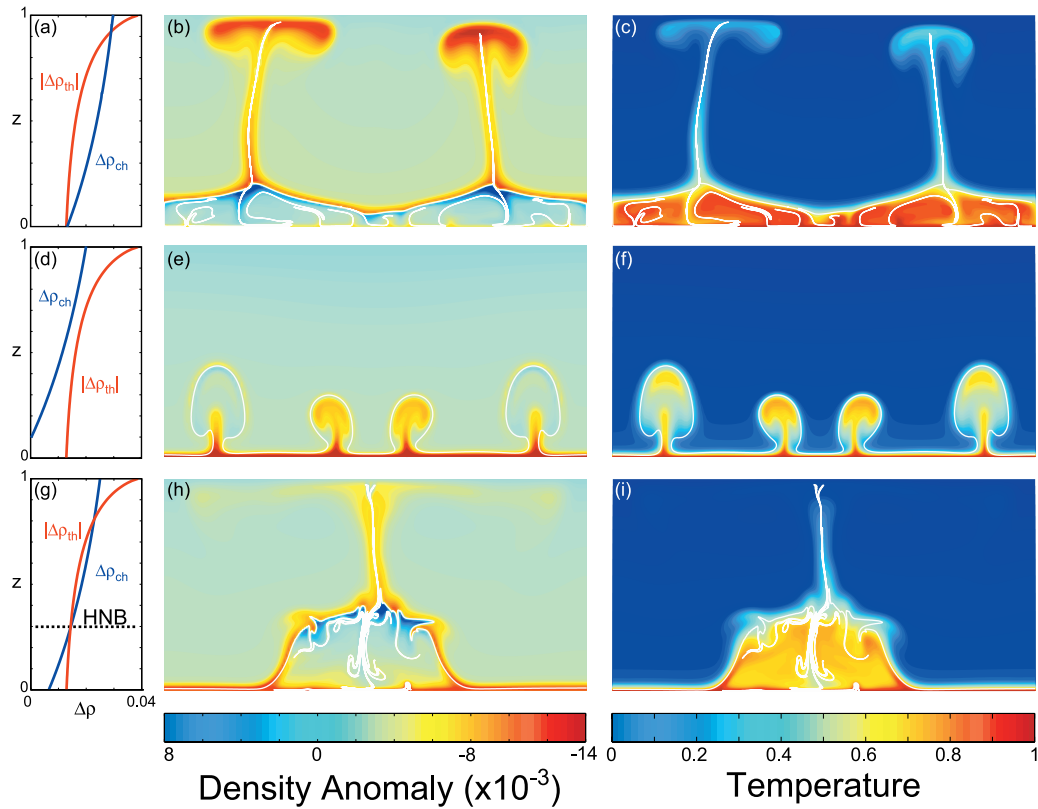 (a)
1
z
0
|Δρth|
Δρch
(b)
(c)
(d)
1
z
0
Δρch
|Δρth|
(e)
(f)
(g)
1
z
|Δρth|
Δρch
HNB
0
0.04
Δρ
(h)
(i)
8 0 -8 -14
Density Anomaly (x10⁻³)
0 0.2 0.4 0.6 0.8 1
Temperature